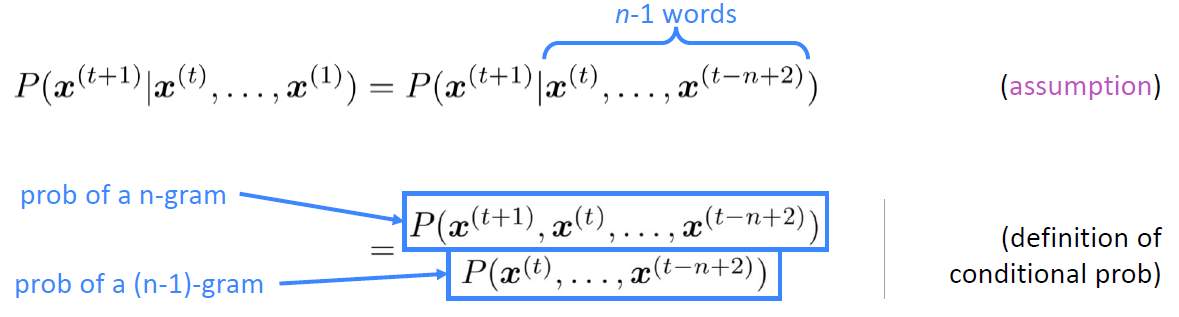 n-1 words
P(x^{(t+1)}|x^{(t)}, . . . , x^{(1)}) = P(x^{(t+1)}|x^{(t)}, . . . , x^{(t−n+2)}) (assumption)
prob of a n-gram
= P(x^{(t+1)}, x^{(t)}, . . . , x^{(t−n+2)})
P(x^{(t)}, . . . , x^{(t−n+2)})
prob of a (n-1)-gram
(definition of
conditional prob)